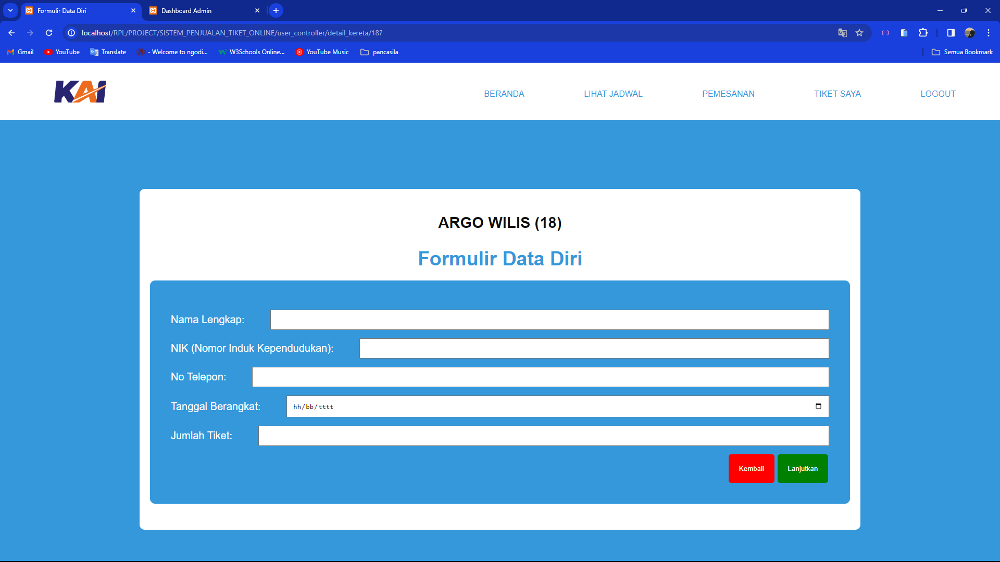 Formulir Data Diri
Dashboard Admin
localhost/RPL/PROJECT/SISTEM_PENJUALAN_TIKET_ONLINE/user_controller/detail_kereta/18?
Gmail YouTube Translate - Welcome to ngodi... W3Schools Online... YouTube Music pancasila Semua Bookmark
KAI BERANDA LIHAT JADWAL PEMESANAN TIKET SAYA LOGOUT
ARGO WILIS (18)
Formulir Data Diri
Nama Lengkap:
NIK (Nomor Induk Kependudukan):
No Telepon:
Tanggal Berangkat: hh/bb/tttt
Jumlah Tiket:
Kembali Lanjutkan